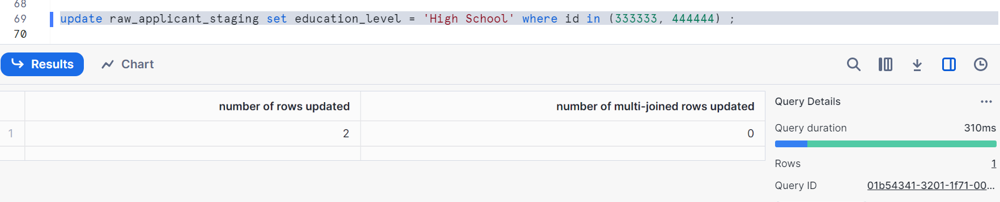 68
69 update raw_applicant_staging set education_level = 'High School' where id in (333333, 444444) ;
70
Results Chart
number of rows updated number of multi-joined rows updated
1 2 0
Query Details ...
Query duration 310ms
Rows 1
Query ID 01b54341-3201-1f71-00...